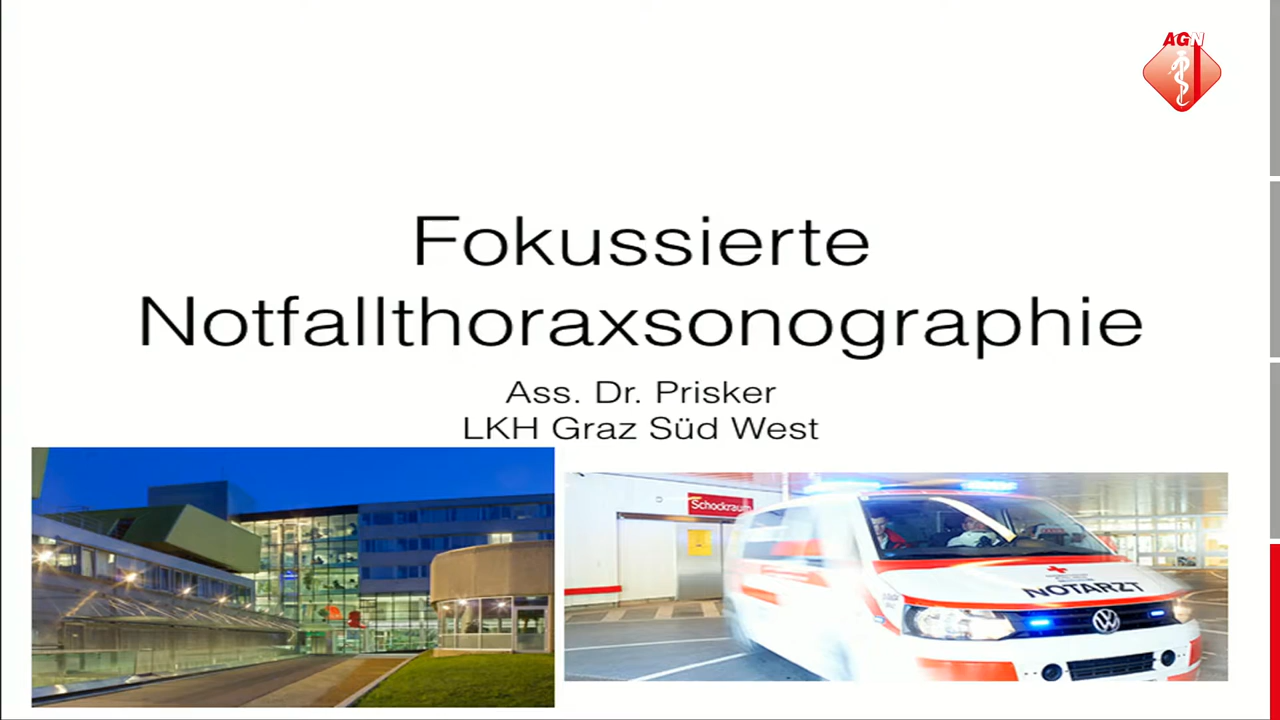 AGN
Fokussierte
Notfallthoraxsonographie
Ass. Dr. Prisker
LKH Graz Süd West
Schockraum
NOTARZT